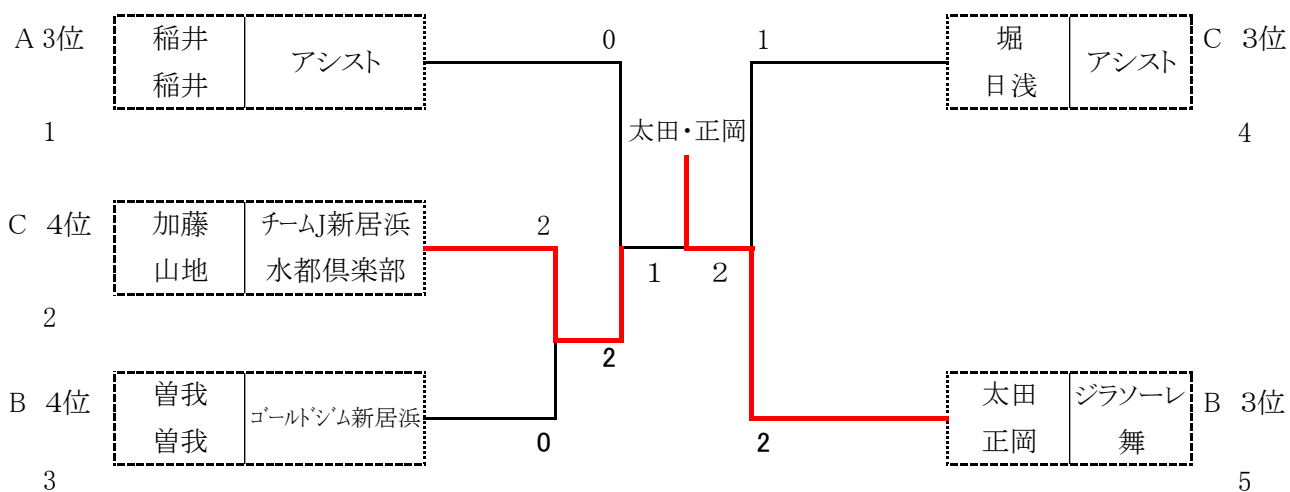 A 3位
稲井
稲井
アシスト
1
0
1
堀
日浅
アシスト
C 3位
4
太田・正岡
C 4位
加藤
山地
チームJ新居浜
水都倶楽部
2
2
1
2
2
B 4位
曽我
曽我
ゴールドジム新居浜
0
3
太田
正岡
ジラソーレ
舞
B 3位
2
5